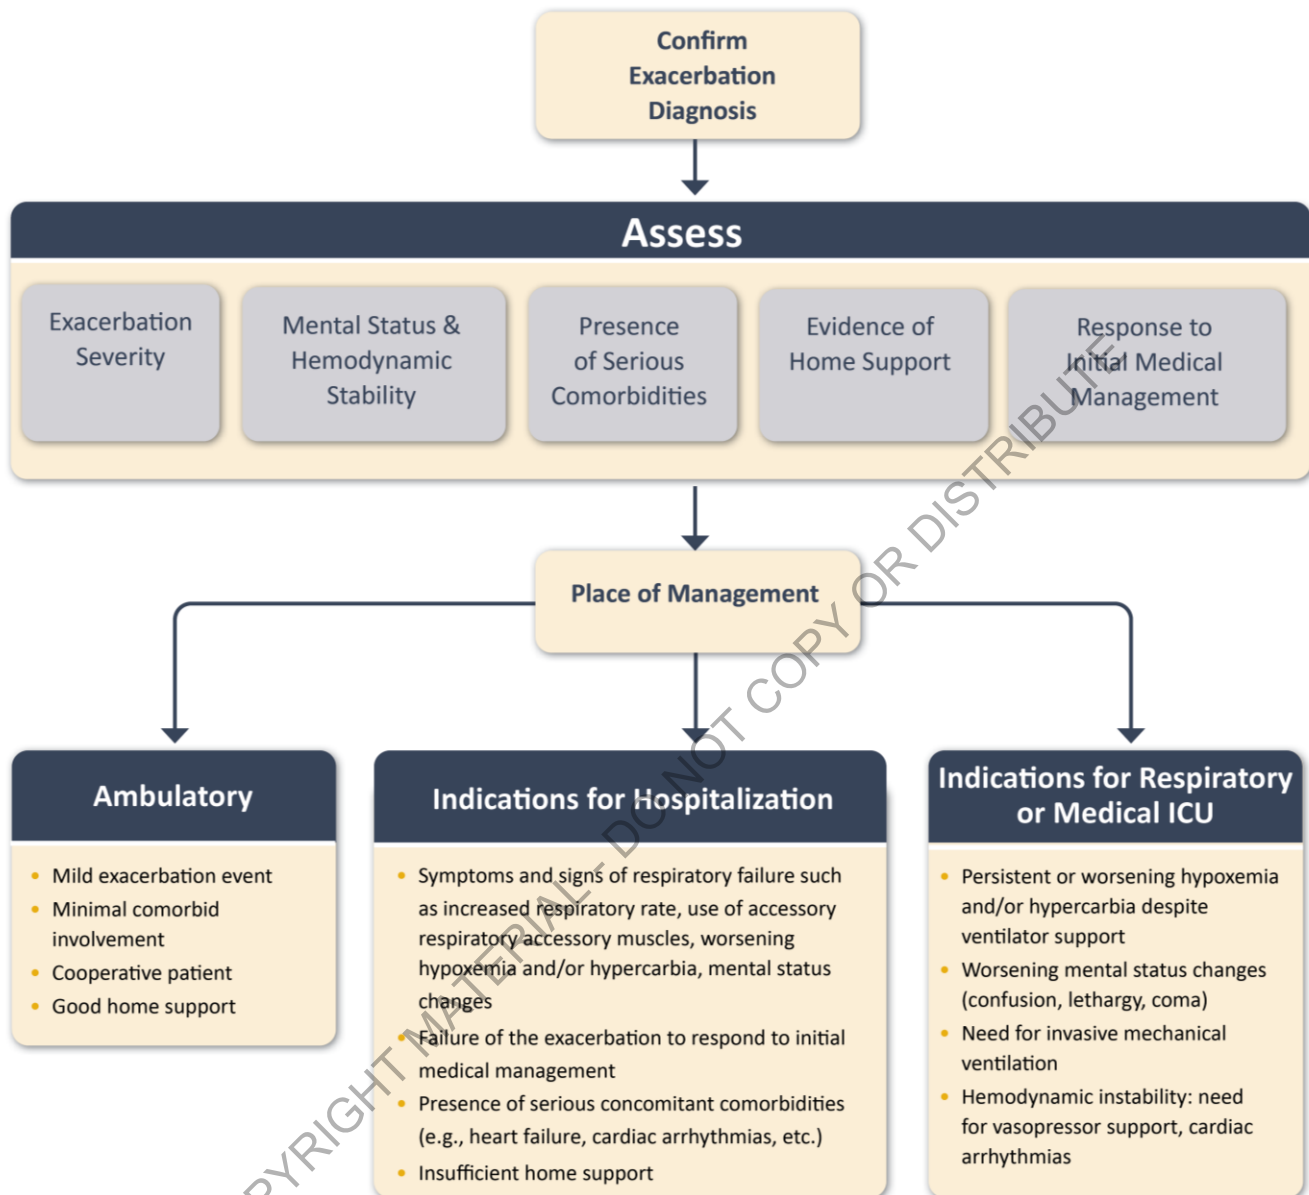 Confirm
Exacerbation
Diagnosis
Assess
Exacerbation
Severity
Mental Status &
Hemodynamic
Stability
Presence
of Serious
Comorbidities
Evidence of
Home Support
Response to
Initial Medical
Management
Place of Management
Ambulatory
• Mild exacerbation event
• Minimal comorbid
involvement
• Cooperative patient
• Good home support
Indications for Hospitalization
• Symptoms and signs of respiratory failure such
as increased respiratory rate, use of accessory
respiratory accessory muscles, worsening
hypoxemia and/or hypercarbia, mental status
changes
• Failure of the exacerbation to respond to initial
medical management
• Presence of serious concomitant comorbidities
(e.g., heart failure, cardiac arrhythmias, etc.)
• Insufficient home support
Indications for Respiratory
or Medical ICU
• Persistent or worsening hypoxemia
and/or hypercarbia despite
ventilator support
• Worsening mental status changes
(confusion, lethargy, coma)
• Need for invasive mechanical
ventilation
• Hemodynamic instability: need
for vasopressor support, cardiac
arrhythmias
PYRIGHT MATERIAL - DO NOT COPY OR DISTRIBUTE